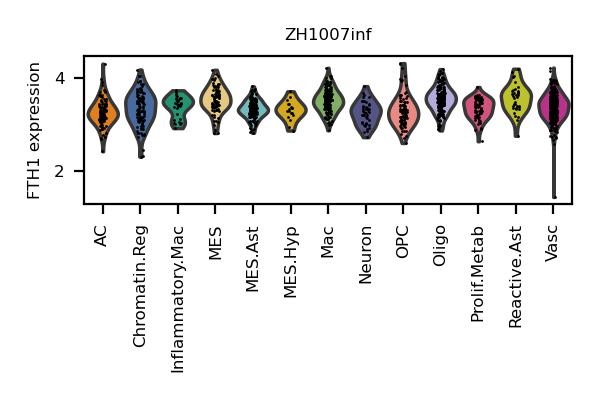 ZH1007inf
FTH1 expression
4
2
AC
Chromatin.Reg
Inflammatory.Mac
MES
MES.Ast
MES.Hyp
Mac
Neuron
OPC
Oligo
Prolif.Metab
Reactive.Ast
Vasc